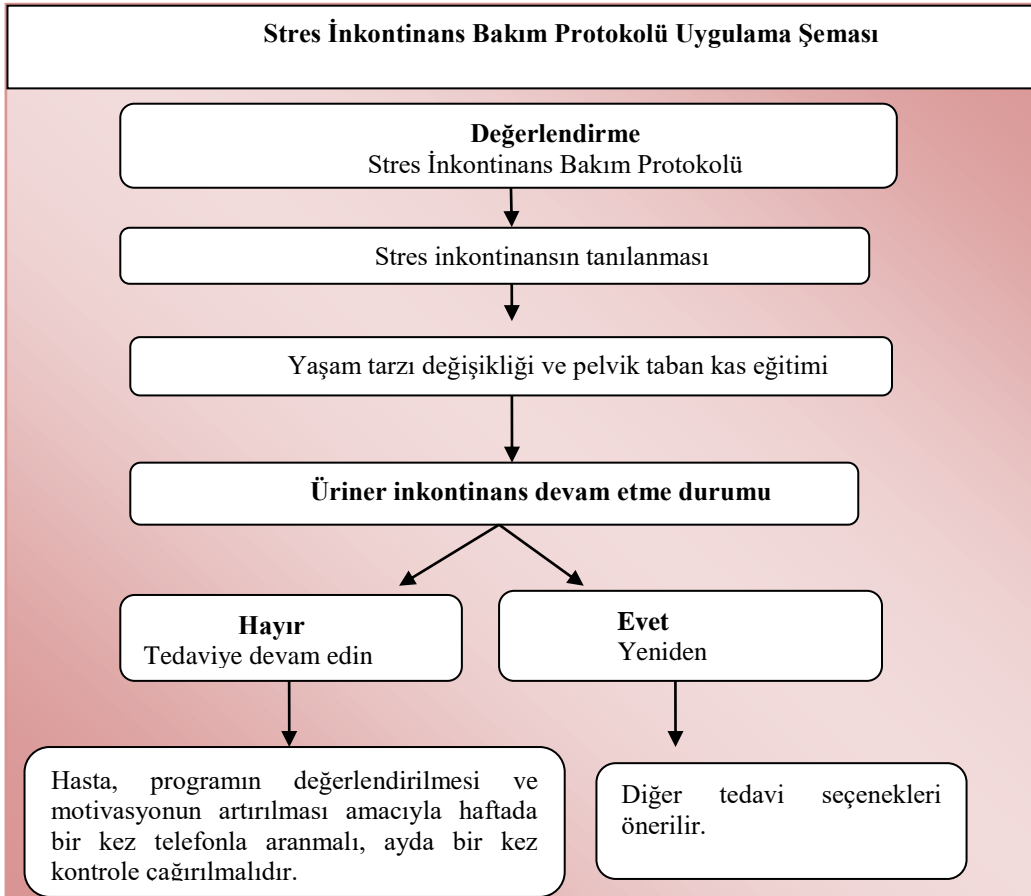 Stres İnkontinans Bakım Protokolü Uygulama Şeması
Değerlendirme
Stres İnkontinans Bakım Protokolü
Stres inkontinansın tanılanması
Yaşam tarzı değişikliği ve pelvik taban kas eğitimi
Üriner inkontinans devam etme durumu
Hayır
Tedaviye devam edin
Evet
Yeniden
Hasta, programın değerlendirilmesi ve
motivasyonun artırılması amacıyla haftada
bir kez telefonla aranmalı, ayda bir kez
kontrole çağırılmalıdır.
Diğer tedavi seçenekleri
önerilir.